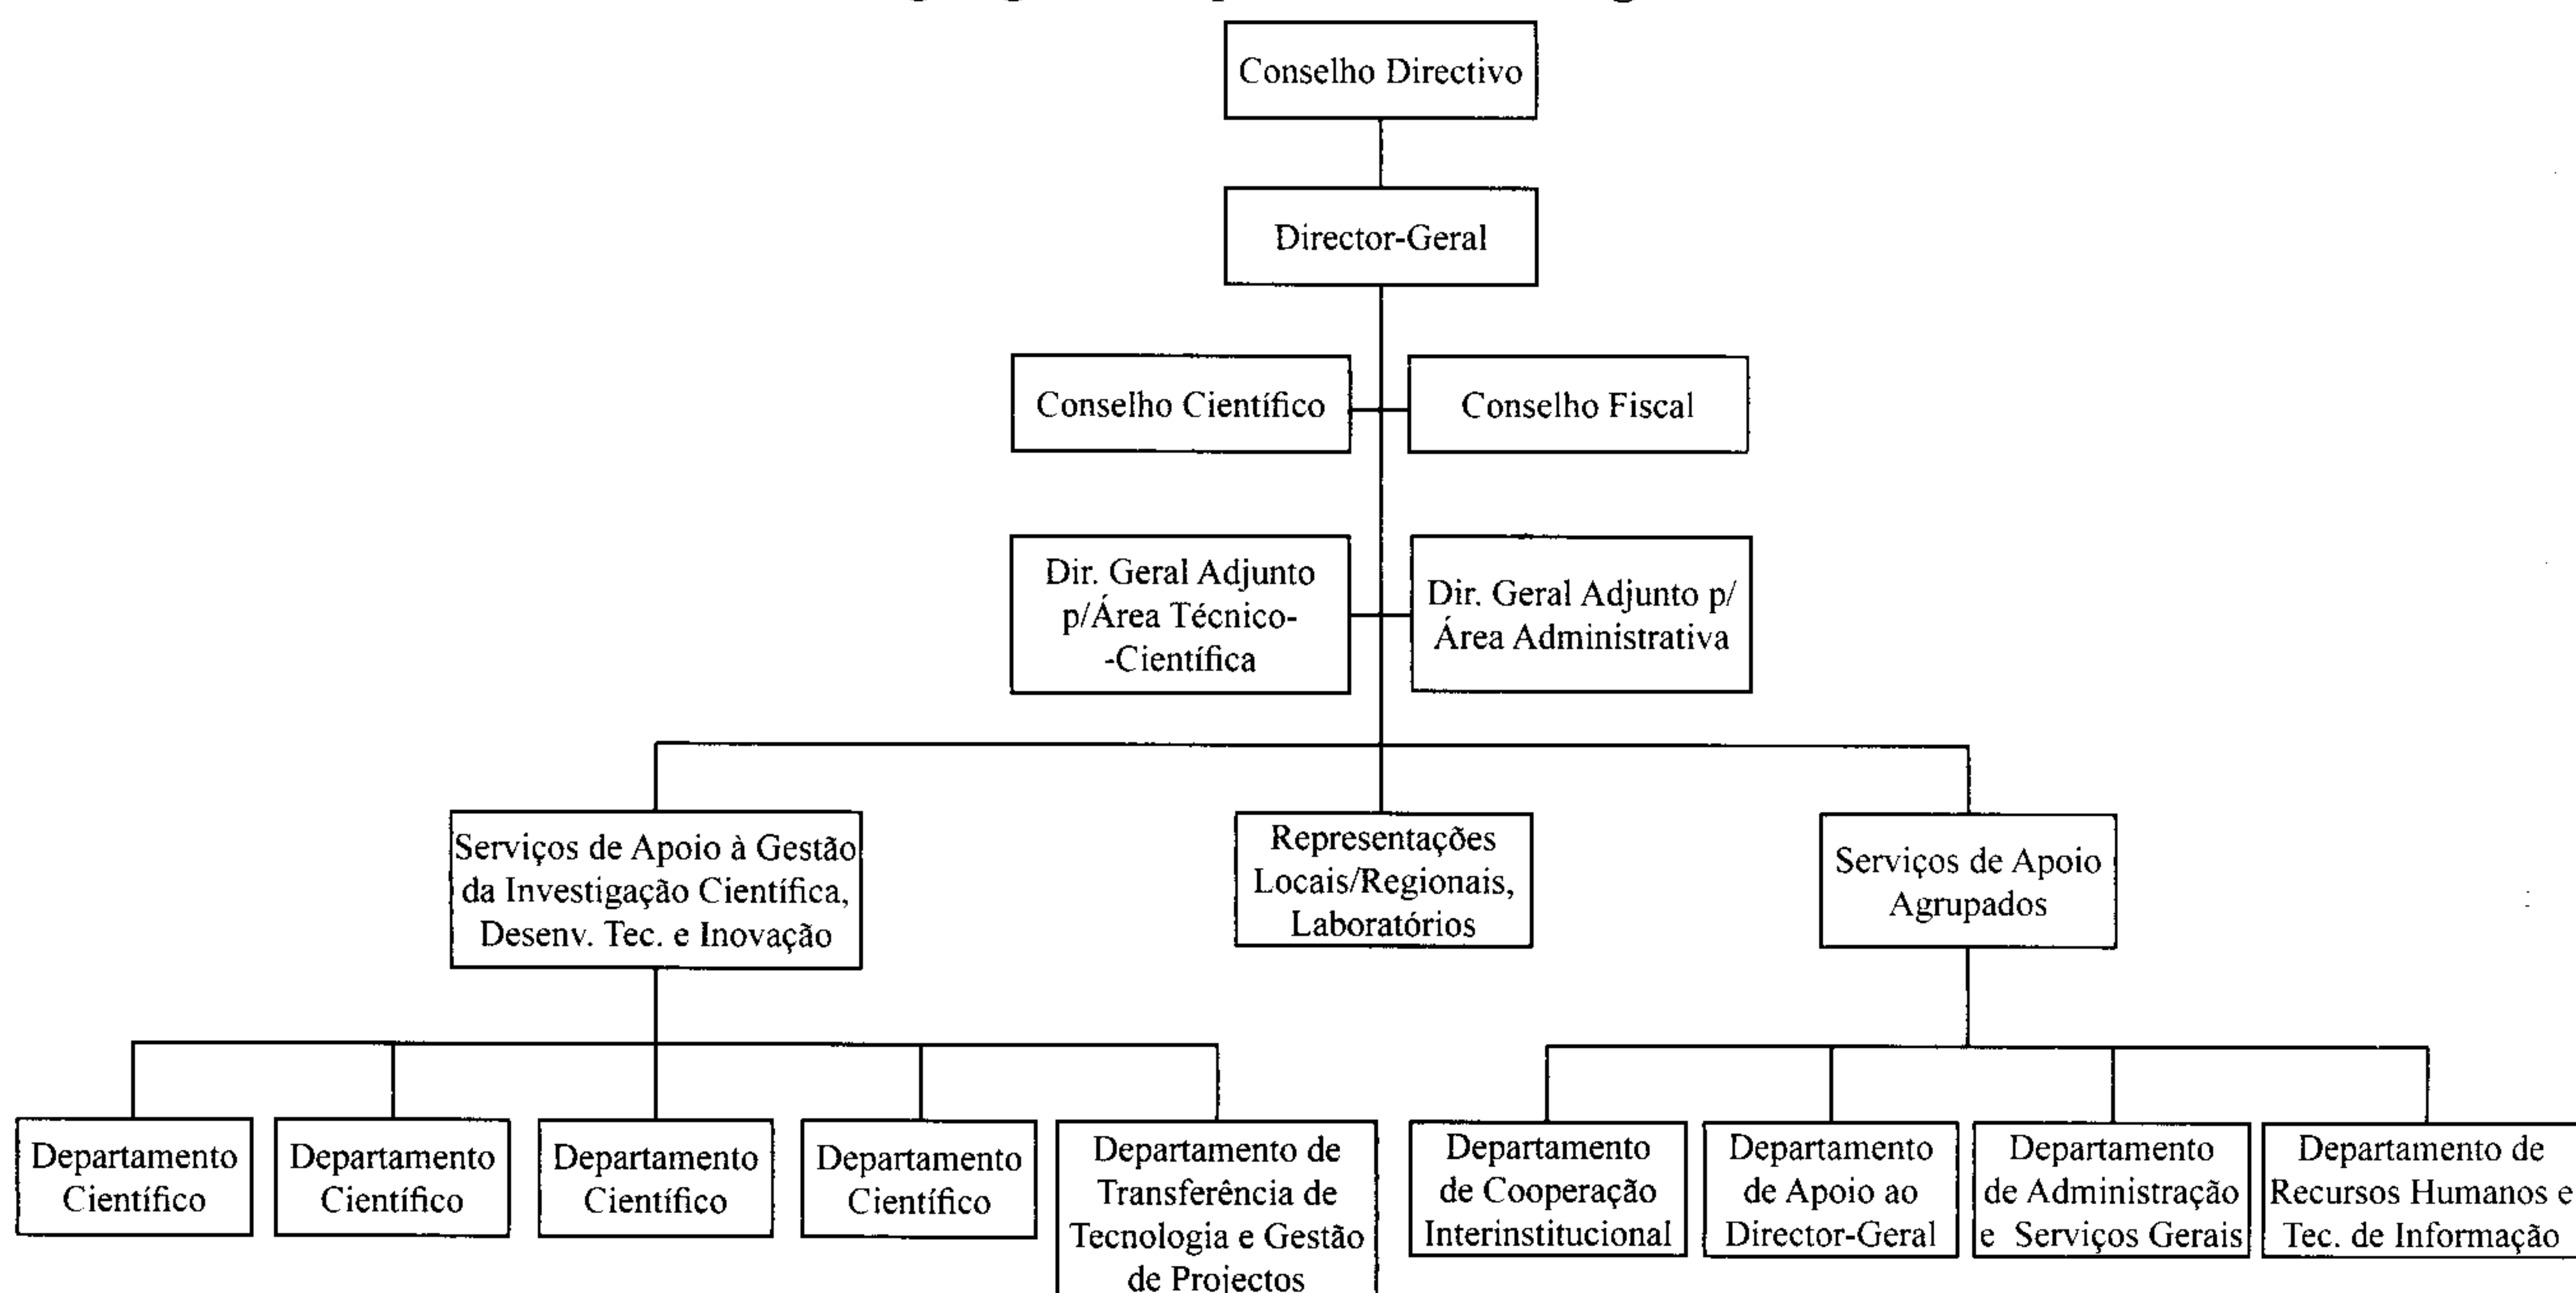 Conselho Directivo
Director-Geral
Conselho Científico
Conselho Fiscal
Dir. Geral Adjunto
p/Área Técnico-
-Científica
Dir. Geral Adjunto p/
Área Administrativa
Serviços de Apoio à Gestão
da Investigação Científica,
Desenv. Tec. e Inovação
Representações
Locais/Regionais,
Laboratórios
Serviços de Apoio
Agrupados
Departamento
Científico
Departamento
Científico
Departamento
Científico
Departamento
Científico
Departamento de
Transferência de
Tecnologia e Gestão
de Projectos
Departamento
de Cooperação
Interinstitucional
Departamento
de Apoio ao
Director-Geral
Departamento
de Administração
e Serviços Gerais
Departamento de
Recursos Humanos e
Tec. de Informação